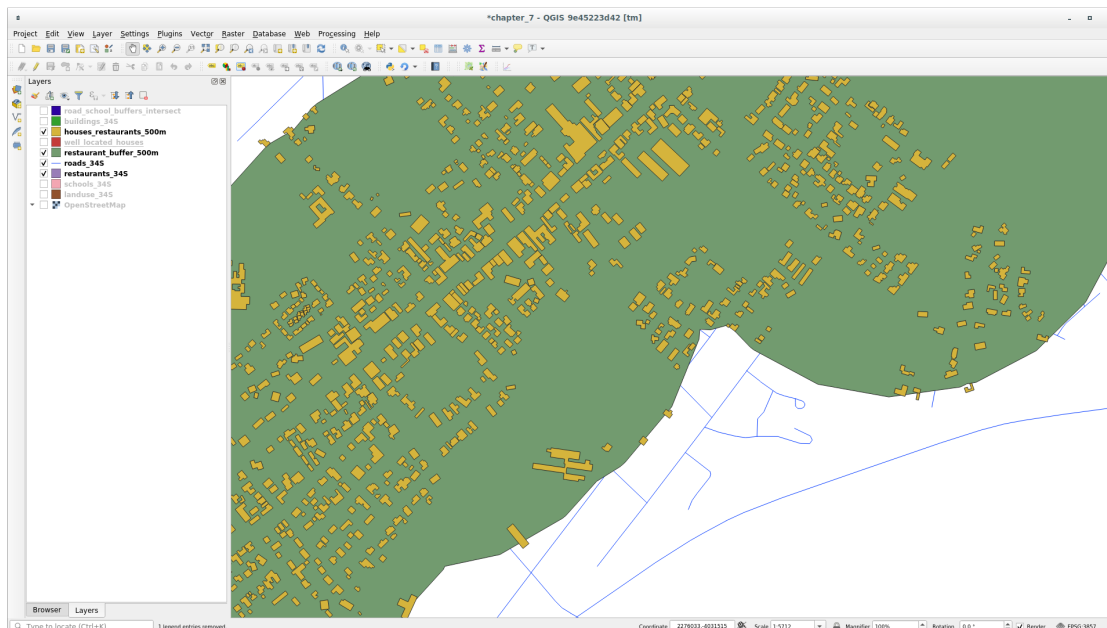 *chapter_7 - QGIS 9e45223d42 [tm]
Project Edit View Layer Settings Plugins Vector Raster Database Web Processing Help
Layers
road_school_buffers_intersect
buildings_34S
houses_restaurants_500m
well_located_houses
restaurant_buffer_500m
roads_34S
restaurants_34S
schools_34S
landuse_34S
OpenStreetMap
Browser Layers
Type to locate (Ctrl+K) 1 legend entries removed. Coordinate 2276033,-4031515 Scale 1:5712 Magnifier 100% Rotation 0.0 ° Render EPSG:3857